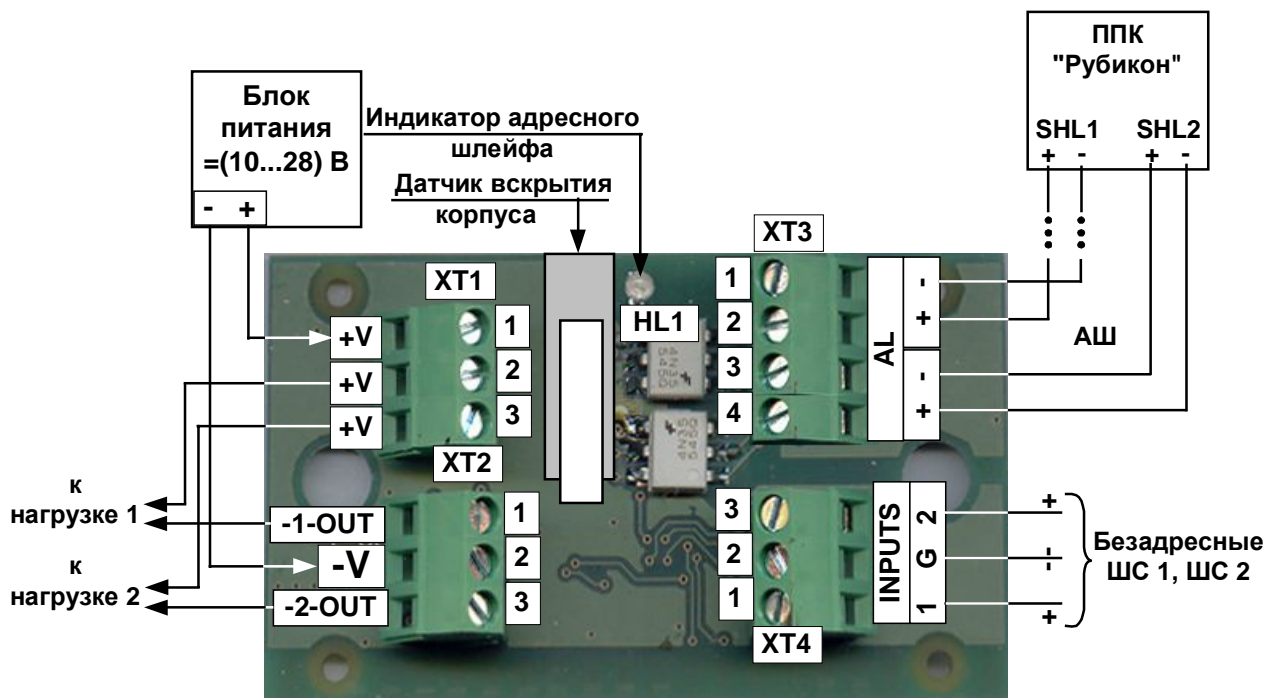 ППК
"Рубикон"
SHL1 SHL2
+ - + -
Блок
питания
=(10...28) В
- +
Индикатор адресного
шлейфа
Датчик вскрытия
корпуса
XT3
XT1
HL1
+V
+V
+V
1
2
3
XT2
1
2
3
4
AL
-
+
-
+
АШ
к
нагрузке 1
-1-OUT
-V
-2-OUT
к
нагрузке 2
1
2
3
3
2
1
XT4
INPUTS
2
G
1
+
-
-
+
Безадресные
ШС 1, ШС 2